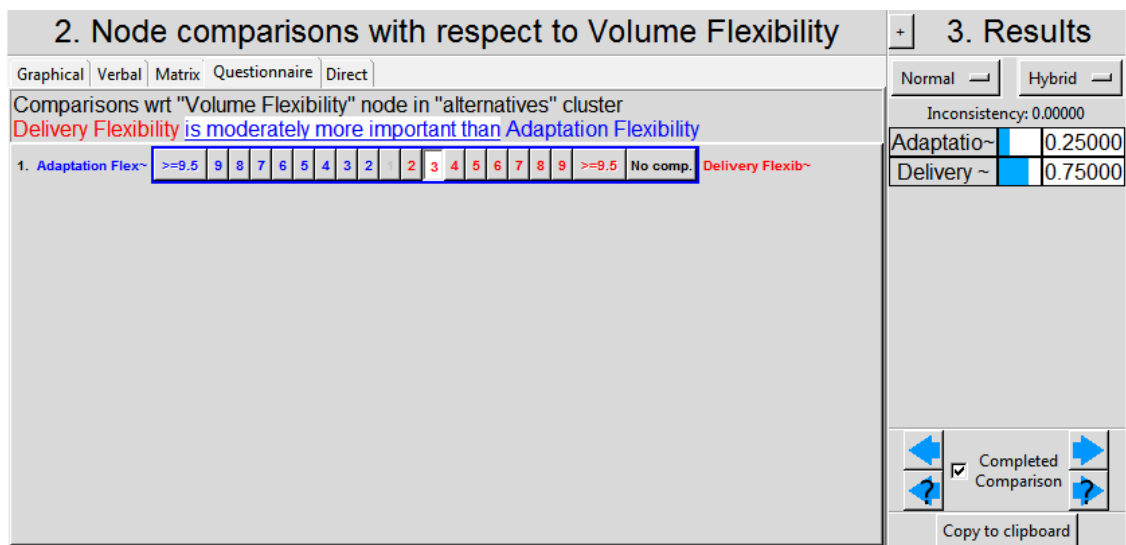 2. Node comparisons with respect to Volume Flexibility
Graphical Verbal Matrix Questionnaire Direct
Comparisons wrt "Volume Flexibility" node in "alternatives" cluster
Delivery Flexibility is moderately more important than Adaptation Flexibility
1. Adaptation Flex~ >=9.5 9 8 7 6 5 4 3 2 1 2 3 4 5 6 7 8 9 >=9.5 No comp. Delivery Flexib~
+ 3. Results
Normal Hybrid
Inconsistency: 0.00000
Adaptatio~ 0.25000
Delivery ~ 0.75000
Completed
Comparison
? ?
Copy to clipboard